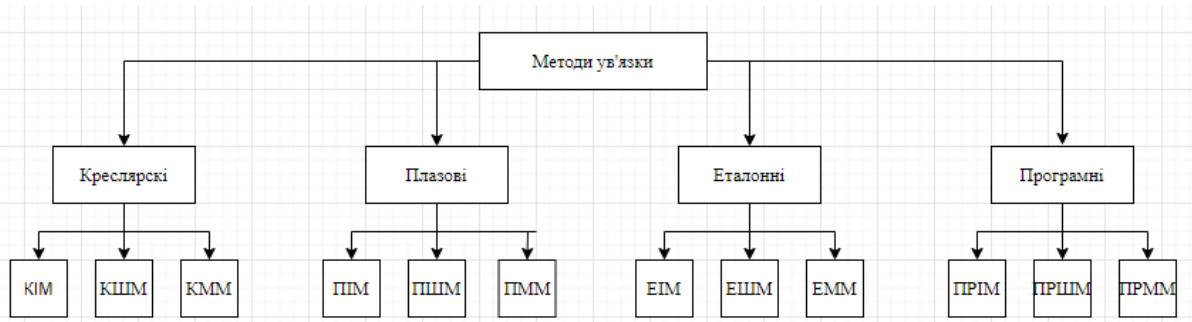 Методи ув'язки
Креслярскі
Плазові
Еталонні
Програмні
КІМ
КШМ
КММ
ПІМ
ПШМ
ПММ
ЕІМ
ЕШМ
ЕММ
ПРІМ
ПРШМ
ПРММ